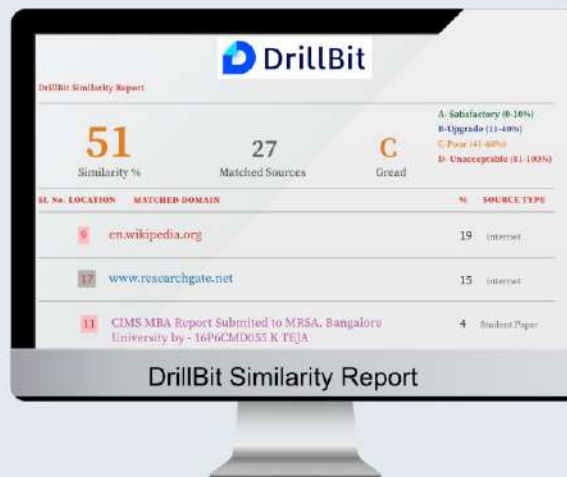 DrillBit
DrillBit Similarity Report
A- Satisfactory (0-10%)
B-Upgrade (11-40%)
C-Poor (41-60%)
D- Unacceptable (61-100%)
51
27
C
Similarity %
Matched Sources
Gread
SI. No. LOCATION MATCHED DOMAIN % SOURCE TYPE
9 en.wikipedia.org 19 internet
17 www.researchgate.net 15 internet
11 CIMS MBA Report Submited to MRSA. Bangalore 4 Student Paper
University by - 16P6CMD055 K TEJA
DrillBit Similarity Report